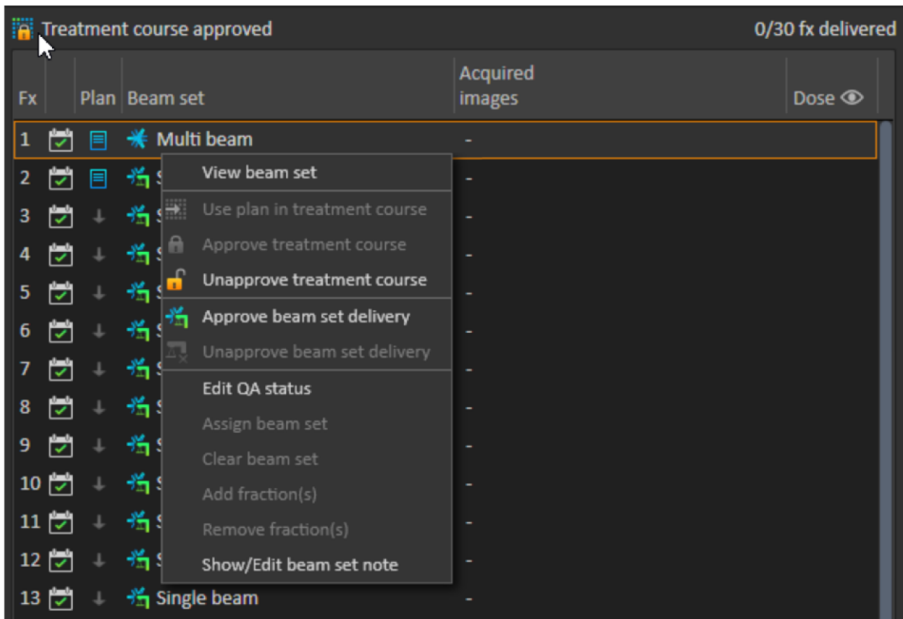 Treatment course approved 0/30 fx delivered
Acquired
Fx Plan Beam set images Dose
1 Multi beam -
View beam set
2 S -
Use plan in treatment course
3 S -
Approve treatment course
4 S -
Unapprove treatment course
5 S -
Approve beam set delivery
6 S -
Unapprove beam set delivery
7 S -
Edit QA status
8 S -
Assign beam set
9 S -
Clear beam set
10 S -
Add fraction(s)
11 S -
Remove fraction(s)
12 S -
Show/Edit beam set note
13 Single beam -